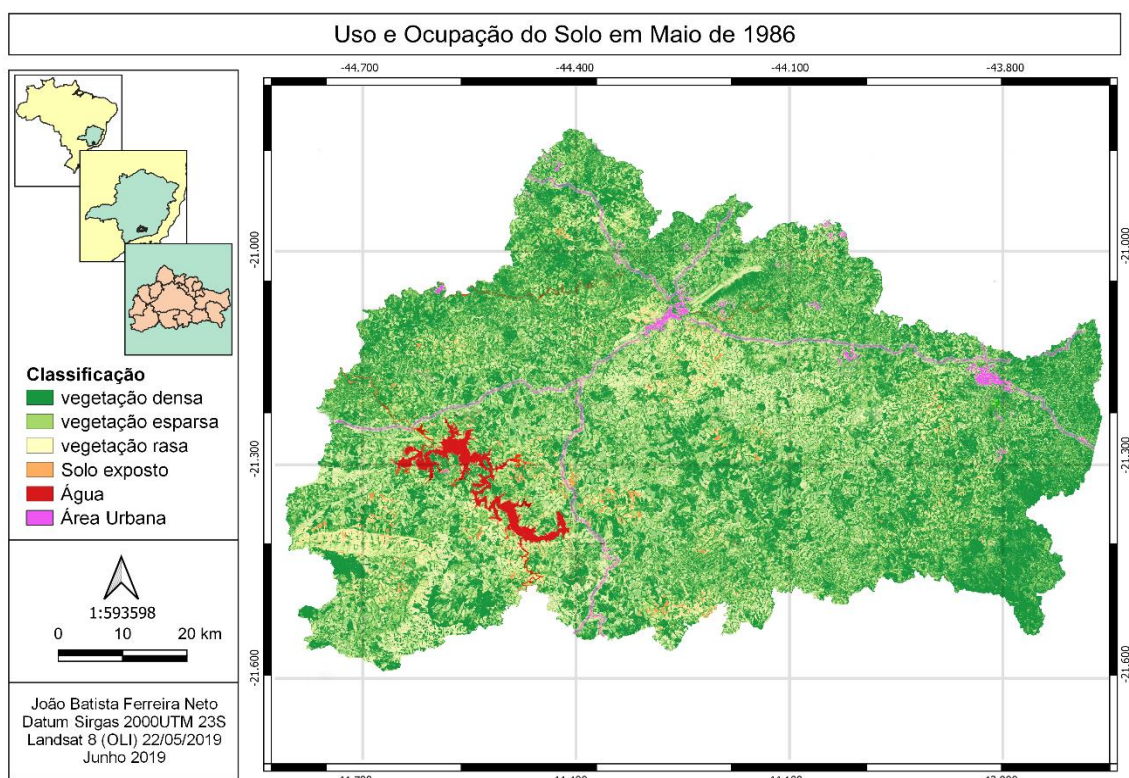 Uso e Ocupação do Solo em Maio de 1986
-44.700 -44.400 -44.100 -43.800
-21.000
-21.300
-21.600
-21.000
-21.300
-21.600
Classificação
vegetação densa
vegetação esparsa
vegetação rasa
Solo exposto
Água
Área Urbana
1:593598
0 10 20 km
João Batista Ferreira Neto
Datum Sirgas 2000UTM 23S
Landsat 8 (OLI) 22/05/2019
Junho 2019